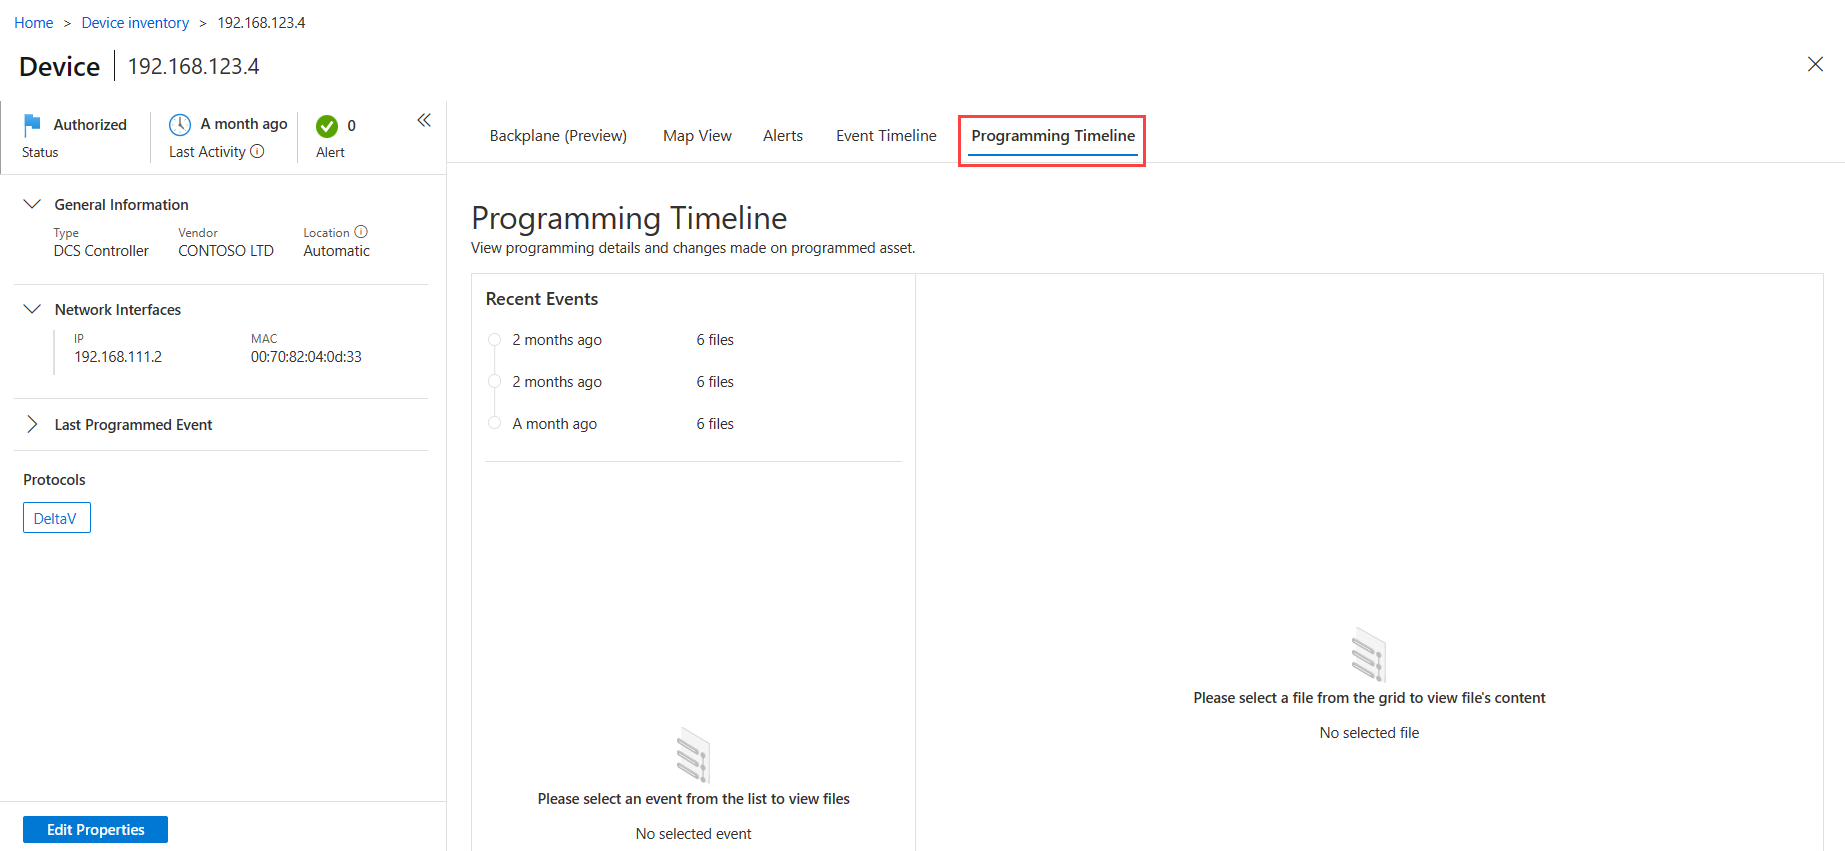 Home > Device inventory > 192.168.123.4
Device 192.168.123.4
Authorized
Status
A month ago
Last Activity
0
Alert
General Information
Type Vendor Location
DCS Controller CONTOSO LTD Automatic
Network Interfaces
IP MAC
192.168.111.2 00:70:82:04:0d:33
Last Programmed Event
Protocols
DeltaV
Edit Properties
Backplane (Preview) Map View Alerts Event Timeline Programming Timeline
Programming Timeline
View programming details and changes made on programmed asset.
Recent Events
2 months ago 6 files
2 months ago 6 files
A month ago 6 files
Please select an event from the list to view files
No selected event
Please select a file from the grid to view file's content
No selected file